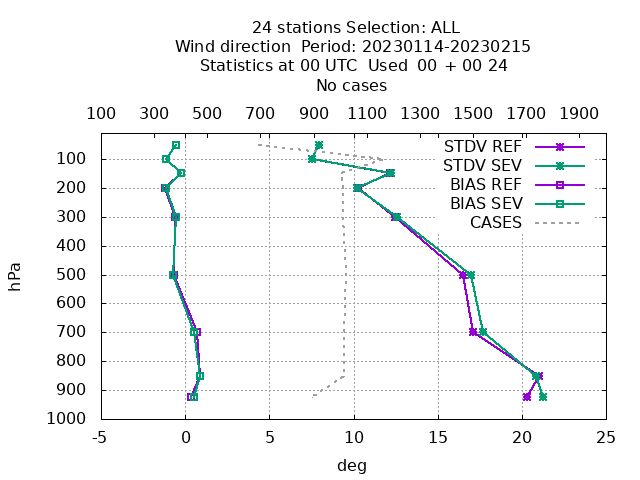 24 stations Selection: ALL
Wind direction  Period: 20230114-20230215
Statistics at 00 UTC  Used  00 + 00 24
No cases
100 300 500 700 900 1100 1300 1500 1700 1900
STDV REF
STDV SEV
BIAS REF
BIAS SEV
CASES
100
200
300
400
500
600
700
800
900
1000
hPa
-5 0 5 10 15 20 25
deg